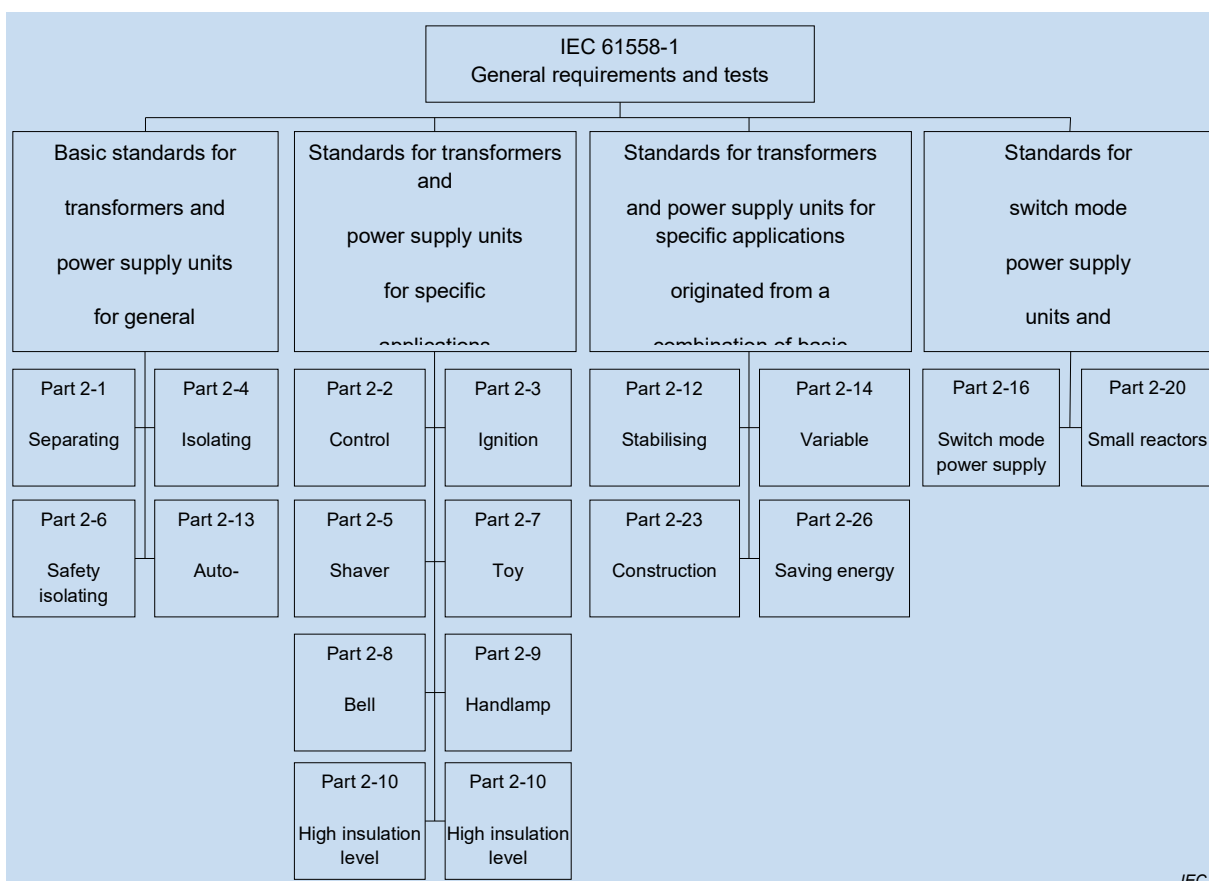 IEC 61558-1
General requirements and tests
Basic standards for
transformers and
power supply units
for general
Standards for transformers
and
power supply units
for specific
applications
Standards for transformers
and power supply units for
specific applications
originated from a
combination of basic
Standards for
switch mode
power supply
units and
Part 2-1
Separating
Part 2-4
Isolating
Part 2-6
Safety
isolating
Part 2-13
Auto-
Part 2-2
Control
Part 2-3
Ignition
Part 2-5
Shaver
Part 2-7
Toy
Part 2-8
Bell
Part 2-9
Handlamp
Part 2-10
High insulation
level
Part 2-10
High insulation
level
Part 2-12
Stabilising
Part 2-14
Variable
Part 2-23
Construction
Part 2-26
Saving energy
Part 2-16
Switch mode
power supply
Part 2-20
Small reactors
IEC